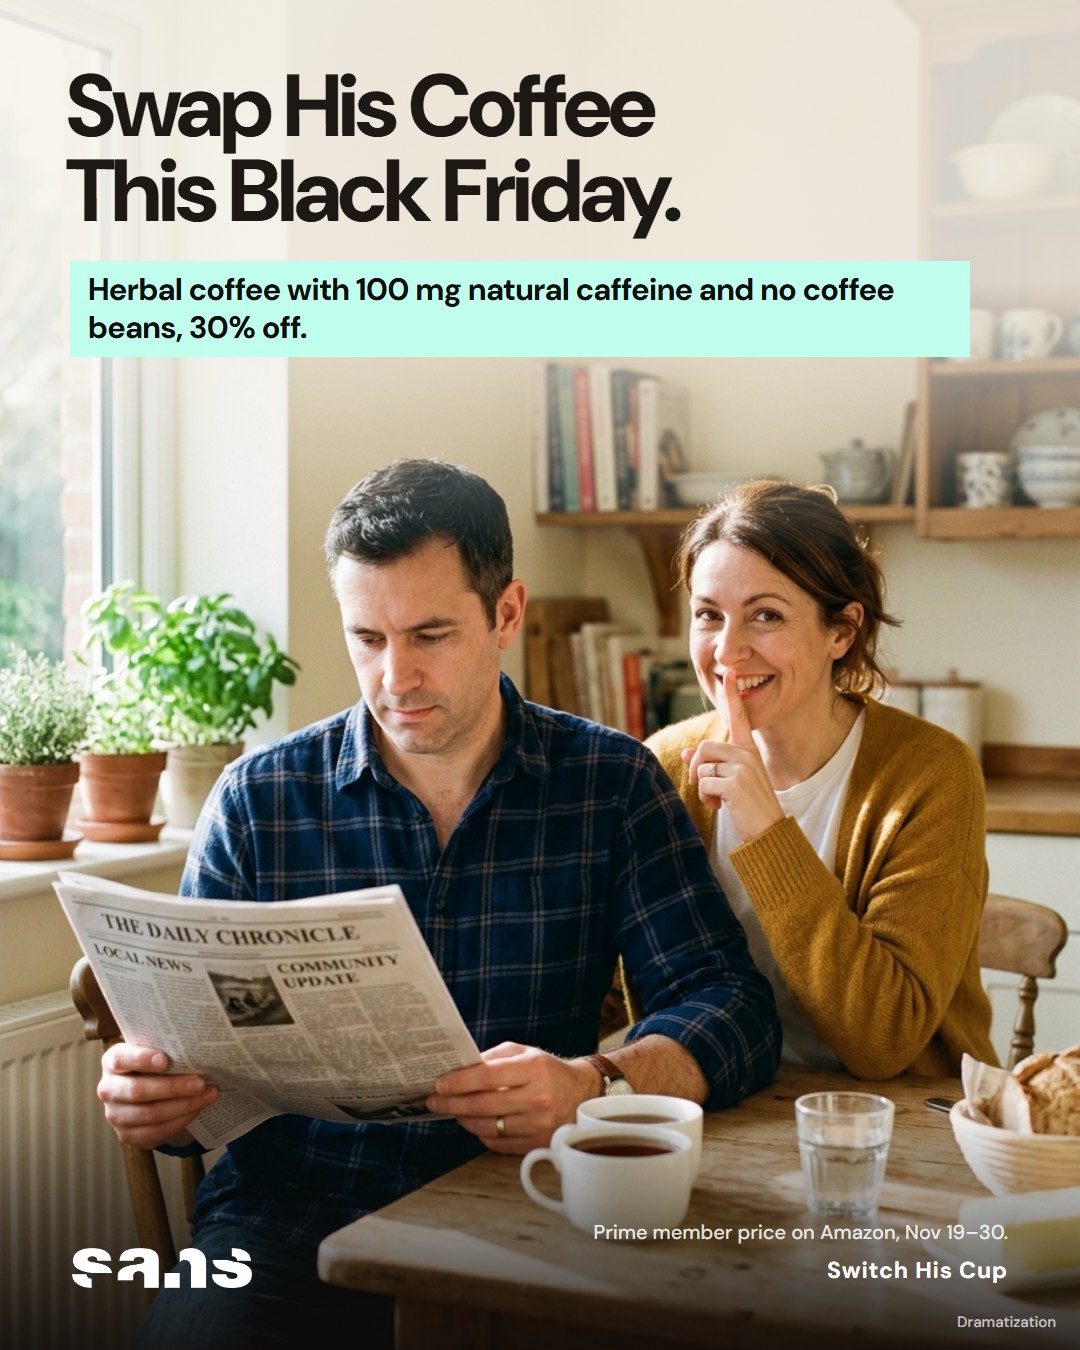 Swap His Coffee
This Black Friday.
Herbal coffee with 100 mg natural caffeine and no coffee
beans, 30% off.
THE DAILY CHRONICLE
LOCAL NEWS
COMMUNITY
UPDATE
Prime member price on Amazon, Nov 19–30.
sans
Switch His Cup
Dramatization